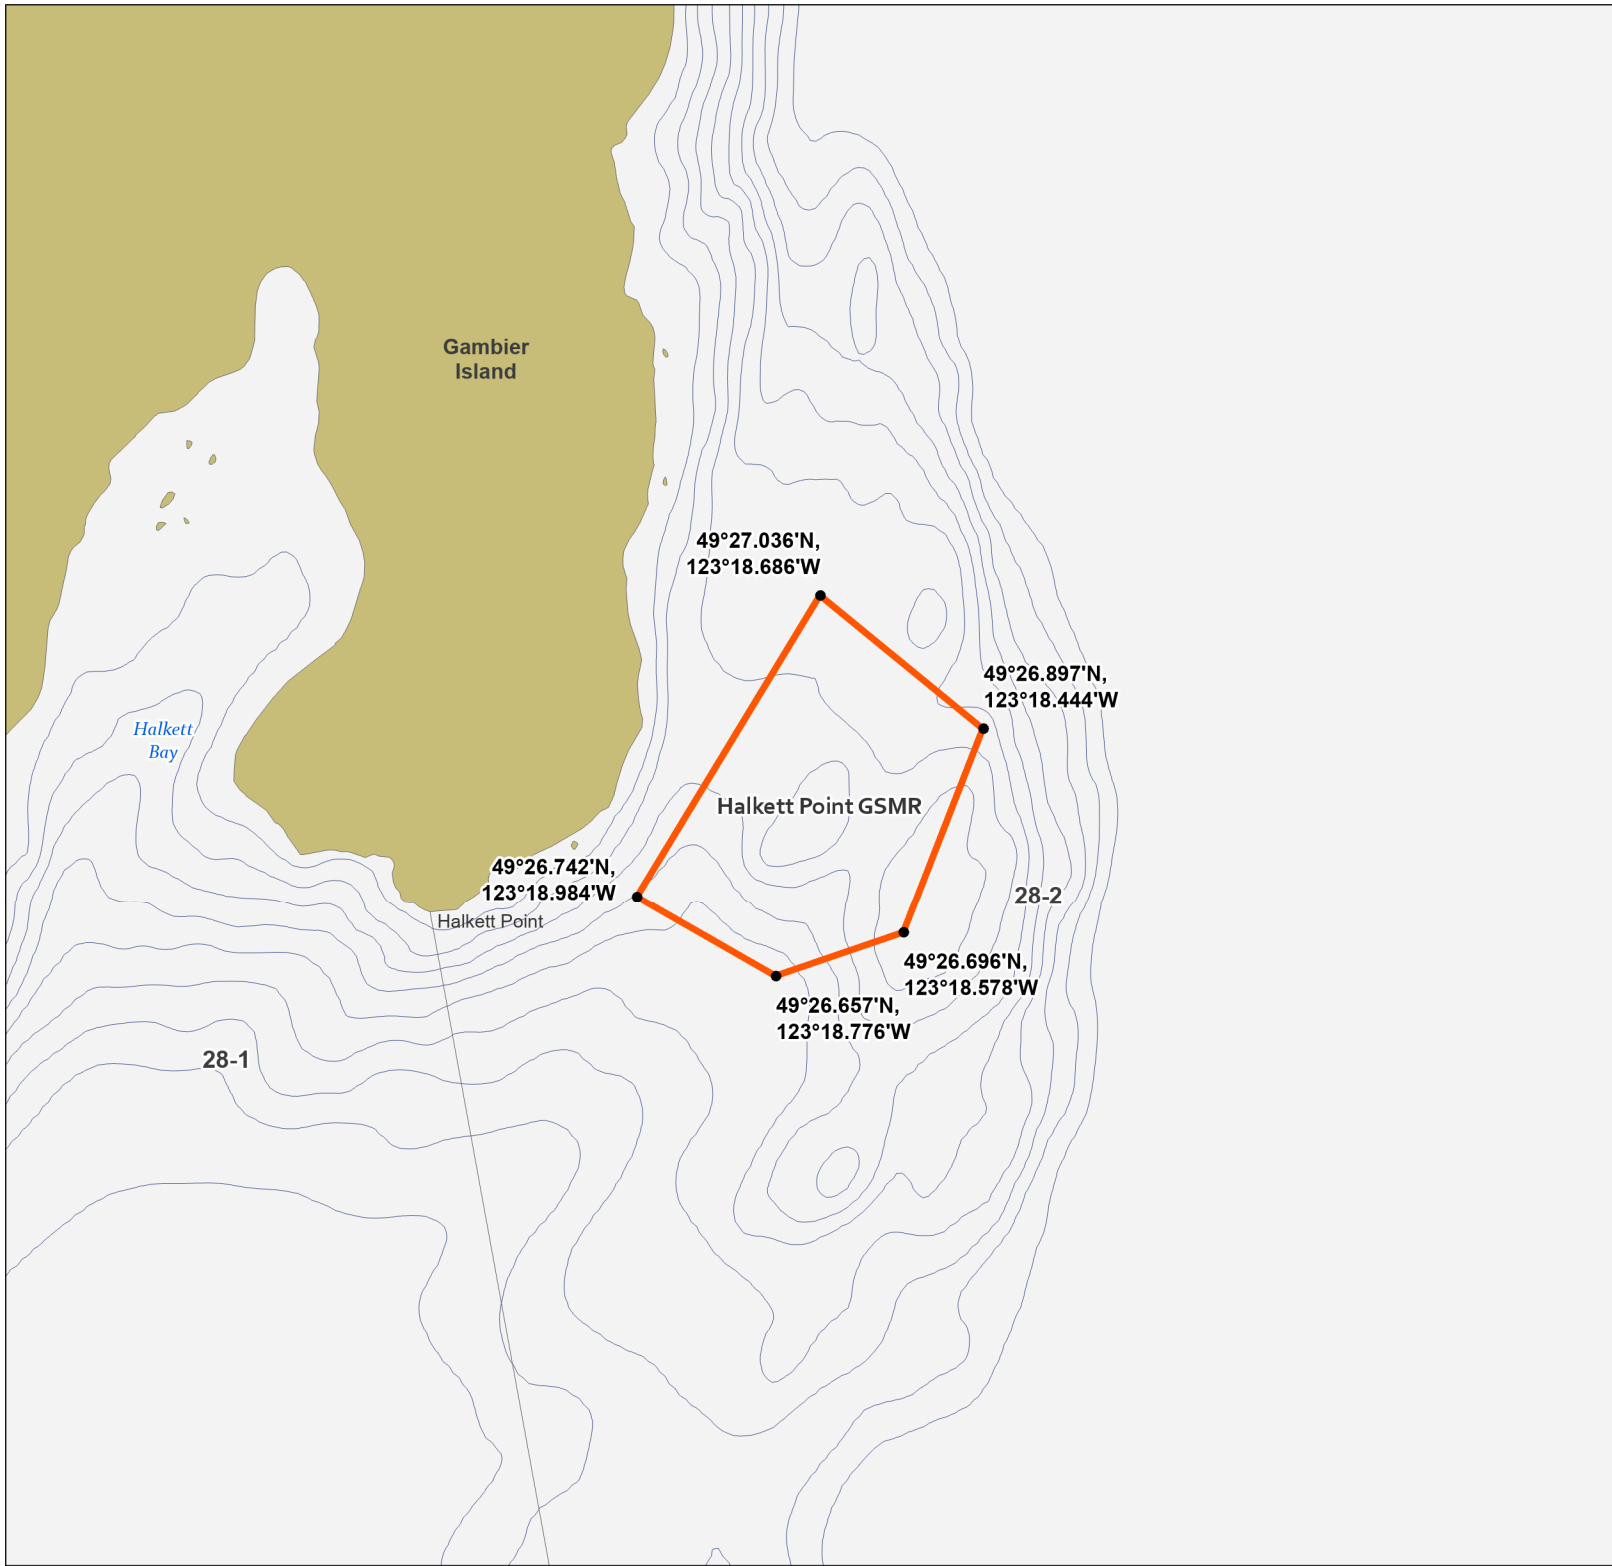 Gambier
Island
49°27.036'N,
123°18.686'W
49°26.897'N,
123°18.444'W
Halkett
Bay
Halkett Point GSMR
49°26.742'N,
123°18.984'W
28-2
Halkett Point
49°26.696'N,
123°18.578'W
49°26.657'N,
123°18.776'W
28-1